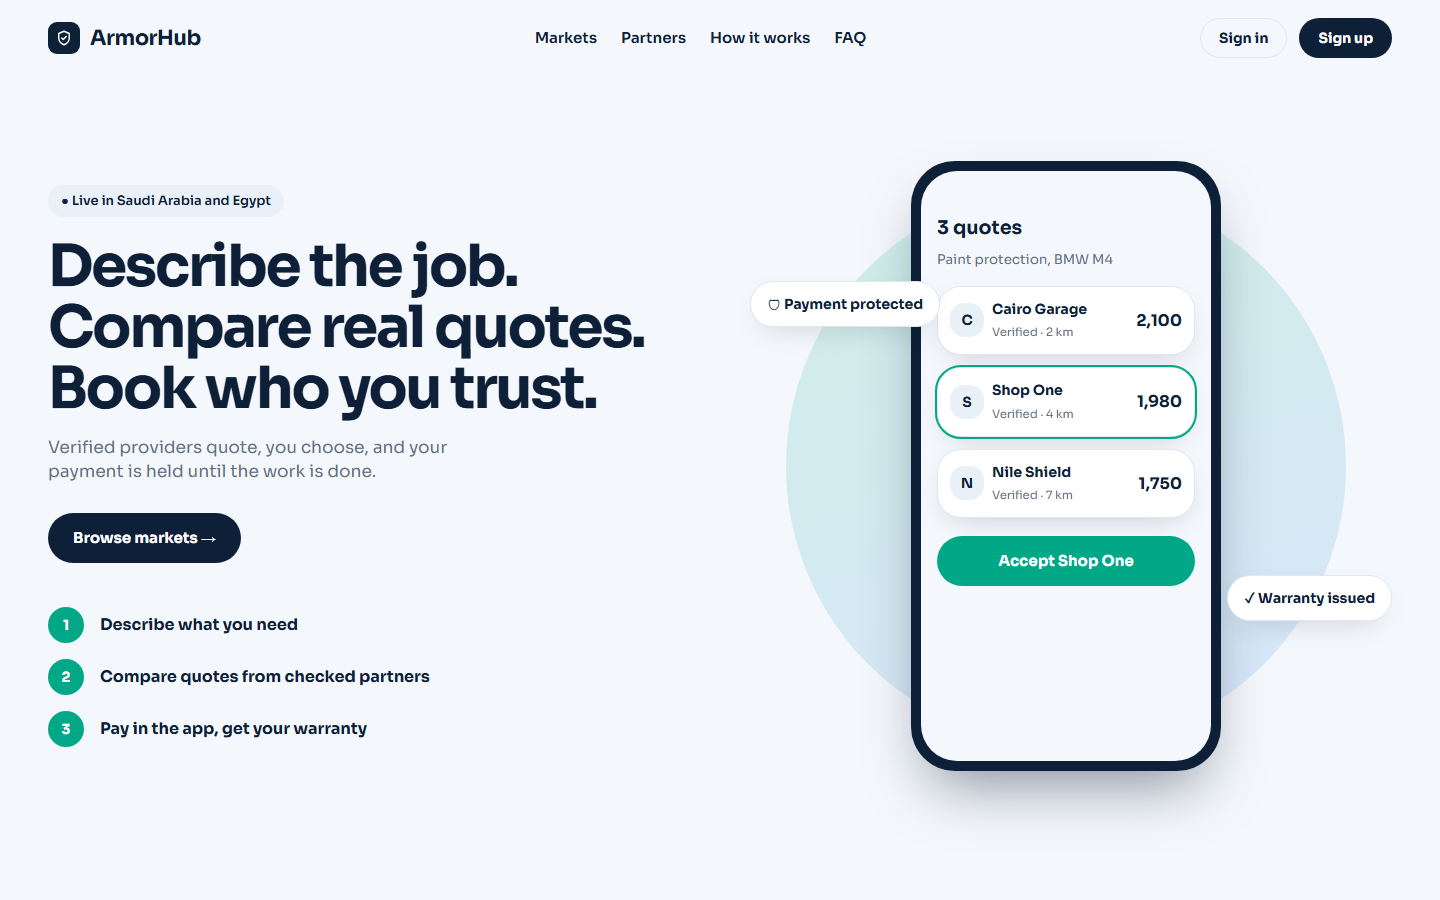 ArmorHub
Markets Partners How it works FAQ
Sign in Sign up
● Live in Saudi Arabia and Egypt
Describe the job.
Compare real quotes.
Book who you trust.
Verified providers quote, you choose, and your
payment is held until the work is done.
Browse markets →
1 Describe what you need
2 Compare quotes from checked partners
3 Pay in the app, get your warranty
3 quotes
Paint protection, BMW M4
Payment protected
C Cairo Garage 2,100
Verified · 2 km
S Shop One 1,980
Verified · 4 km
N Nile Shield 1,750
Verified · 7 km
Accept Shop One
✓ Warranty issued